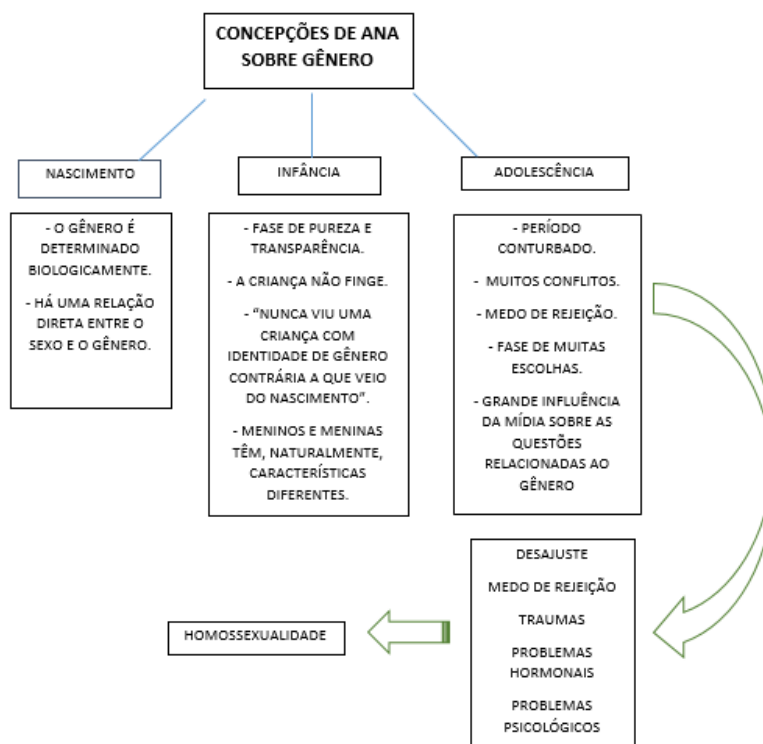 CONCEPÇÕES DE ANA
SOBRE GÊNERO
NASCIMENTO
- O GÊNERO É
DETERMINADO
BIOLOGICAMENTE.
- HÁ UMA RELAÇÃO
DIRETA ENTRE O
SEXO E O GÊNERO.
INFÂNCIA
- FASE DE PUREZA E
TRANSPARÊNCIA.
- A CRIANÇA NÃO FINGE.
- “NUNCA VIU UMA
CRIANÇA COM
IDENTIDADE DE GÊNERO
CONTRÁRIA A QUE VEIO
DO NASCIMENTO”.
- MENINOS E MENINAS
TÊM, NATURALMENTE,
CARACTERÍSTICAS
DIFERENTES.
ADOLESCÊNCIA
- PERÍODO
CONTURBADO.
- MUITOS CONFLITOS.
- MEDO DE REJEIÇÃO.
- FASE DE MUITAS
ESCOLHAS.
- GRANDE INFLUÊNCIA
DA MÍDIA SOBRE AS
QUESTÕES
RELACIONADAS AO
GÊNERO
DESAJUSTE
MEDO DE REJEIÇÃO
TRAUMAS
PROBLEMAS
HORMONAIS
PROBLEMAS
PSICOLÓGICOS
HOMOSSEXUALIDADE